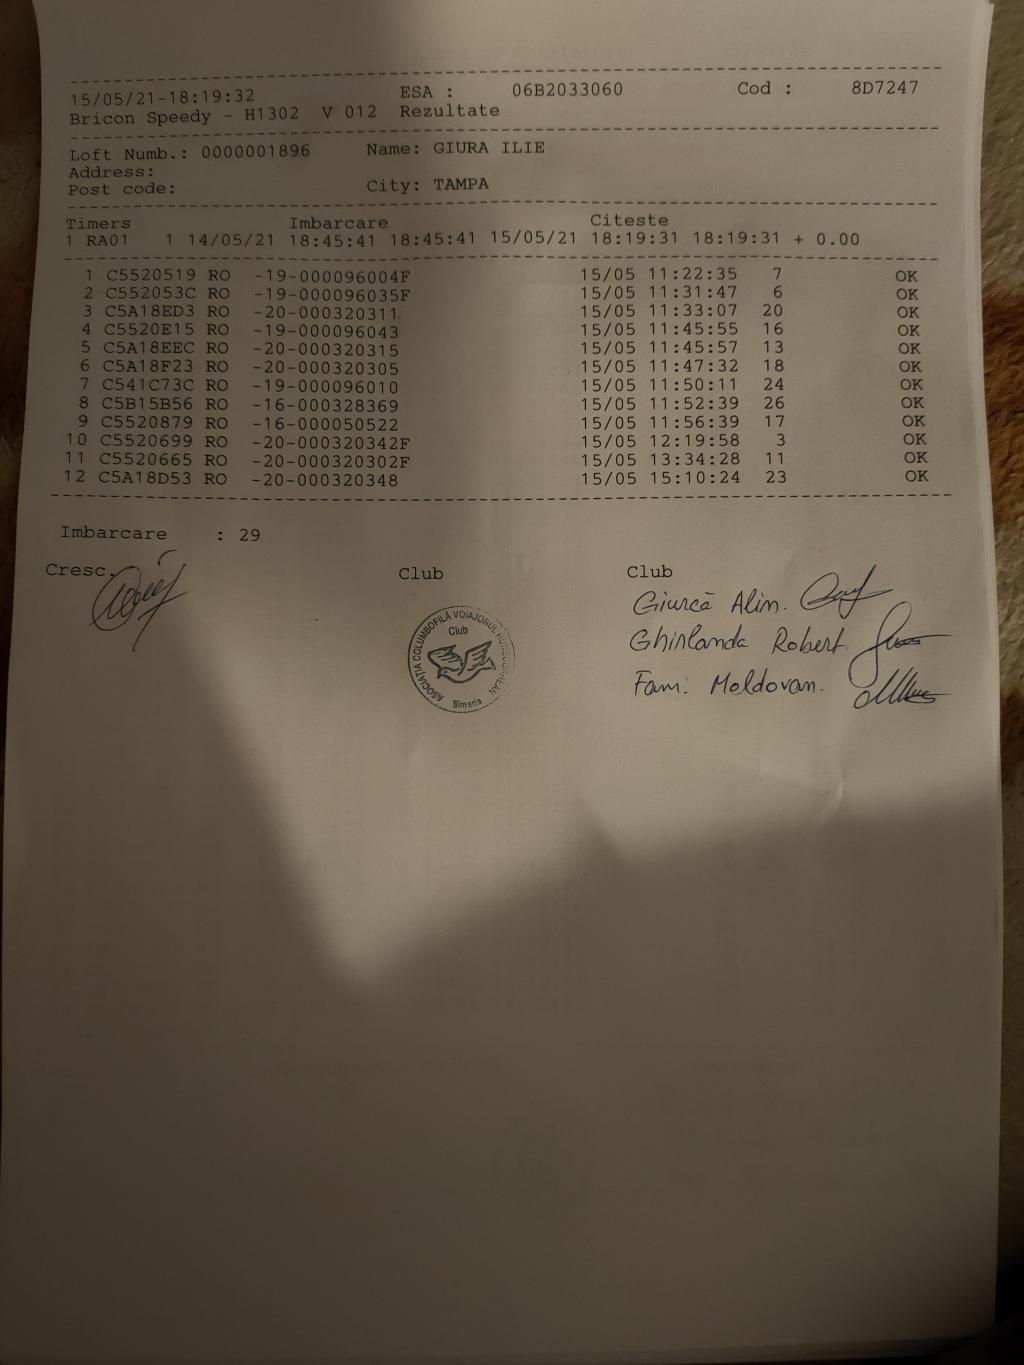 15/05/21-18:19:32 ESA : 06B2033060 Cod : 8D7247
Bricon Speedy - H1302 V 012 Rezultate
Loft Numb.: 0000001896 Name: GIURA ILIE
Address:
Post code: City: TAMPA
Timers Imbarcare Citeste
1 RA01 1 14/05/21 18:45:41 18:45:41 15/05/21 18:19:31 18:19:31 + 0.00
1 C5520519 RO -19-000096004F 15/05 11:22:35 7 OK
2 C552053C RO -19-000096035F 15/05 11:31:47 6 OK
3 C5A18ED3 RO -20-000320311 15/05 11:33:07 20 OK
4 C5520E15 RO -19-000096043 15/05 11:45:55 16 OK
5 C5A18EEC RO -20-000320315 15/05 11:45:57 13 OK
6 C5A18F23 RO -20-000320305 15/05 11:47:32 18 OK
7 C541C73C RO -19-000096010 15/05 11:50:11 24 OK
8 C5B15B56 RO -16-000328369 15/05 11:52:39 26 OK
9 C5520879 RO -16-000050522 15/05 11:56:39 17 OK
10 C5520699 RO -20-000320342F 15/05 12:19:58 3 OK
11 C5520665 RO -20-000320302F 15/05 13:34:28 11 OK
12 C5A18D53 RO -20-000320348 15/05 15:10:24 23 OK
Imbarcare : 29
Cresc. Club Club
Giurcă Alin.
Ghirlanda Robert
Fam. Moldovan.
ASOCIAȚIA COLUMBOFILĂ VOIAJORUL HUNEDOREAN
Club
Simeria